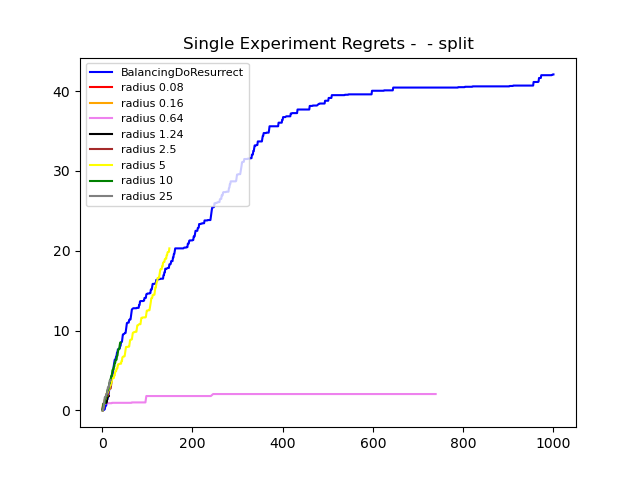 Single Experiment Regrets -  - split
BalancingDoResurrect
radius 0.08
radius 0.16
radius 0.64
radius 1.24
radius 2.5
radius 5
radius 10
radius 25
40
30
20
10
0
0 200 400 600 800 1000